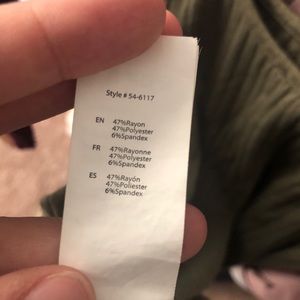 Style # 54-6117
EN 47%Rayon
47%Polyester
6%Spandex
FR 47%Rayonne
47%Polyester
6%Spandex
ES 47%Rayón
47%Poliester
6%Spandex